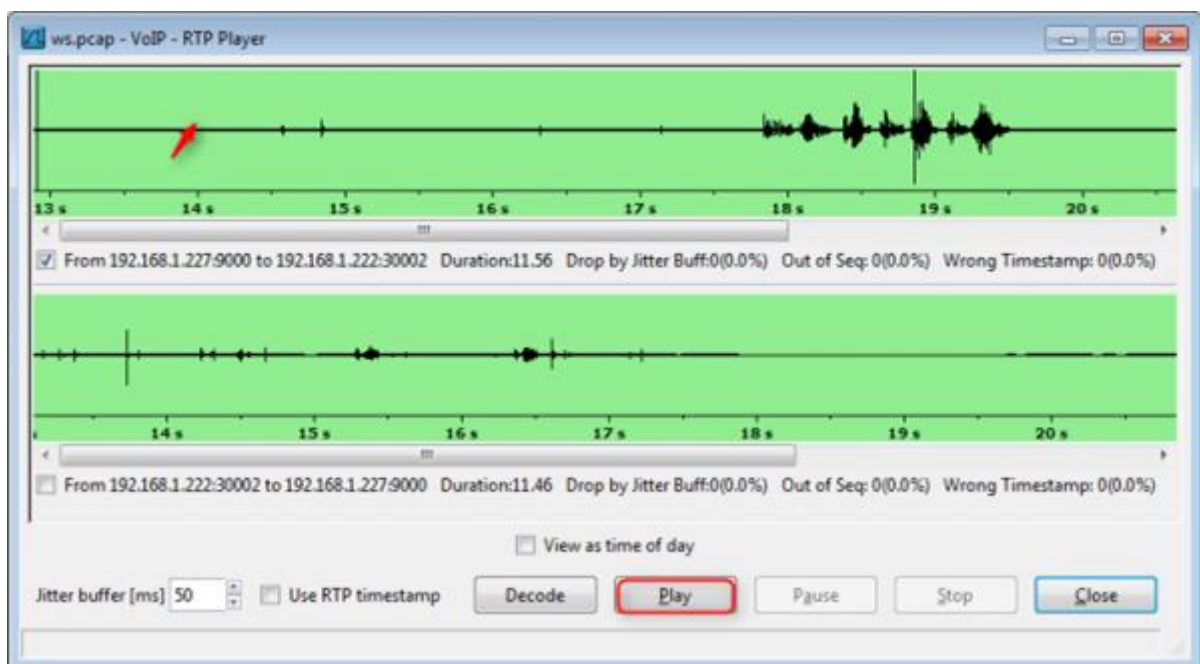 ws.pcap - VoIP - RTP Player
13 s 14 s 15 s 16 s 17 s 18 s 19 s 20 s
From 192.168.1.227:9000 to 192.168.1.222:30002 Duration:11.56 Drop by Jitter Buff:0(0.0%) Out of Seq: 0(0.0%) Wrong Timestamp: 0(0.0%)
14 s 15 s 16 s 17 s 18 s 19 s 20 s
From 192.168.1.222:30002 to 192.168.1.227:9000 Duration:11.46 Drop by Jitter Buff:0(0.0%) Out of Seq: 0(0.0%) Wrong Timestamp: 0(0.0%)
View as time of day
Jitter buffer [ms] 50 Use RTP timestamp Decode Play Pause Stop Close